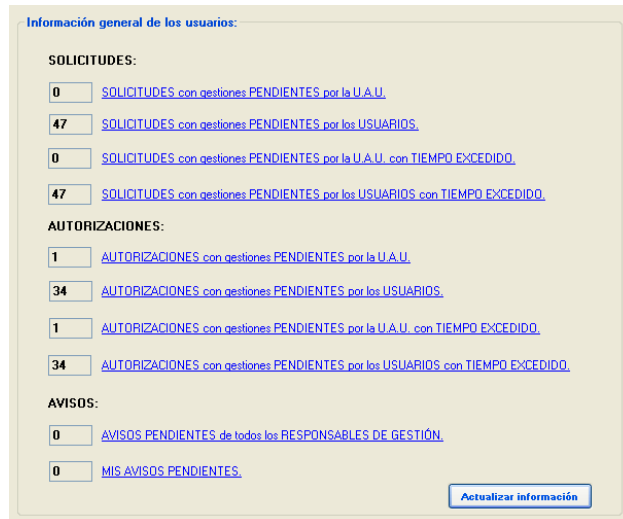 Información general de los usuarios:
SOLICITUDES:
0 SOLICITUDES con gestiones PENDIENTES por la U.A.U.
47 SOLICITUDES con gestiones PENDIENTES por los USUARIOS.
0 SOLICITUDES con gestiones PENDIENTES por la U.A.U. con TIEMPO EXCEDIDO.
47 SOLICITUDES con gestiones PENDIENTES por los USUARIOS con TIEMPO EXCEDIDO.
AUTORIZACIONES:
1 AUTORIZACIONES con gestiones PENDIENTES por la U.A.U.
34 AUTORIZACIONES con gestiones PENDIENTES por los USUARIOS.
1 AUTORIZACIONES con gestiones PENDIENTES por la U.A.U. con TIEMPO EXCEDIDO.
34 AUTORIZACIONES con gestiones PENDIENTES por los USUARIOS con TIEMPO EXCEDIDO.
AVISOS:
0 AVISOS PENDIENTES de todos los RESPONSABLES DE GESTIÓN.
0 MIS AVISOS PENDIENTES.
Actualizar información